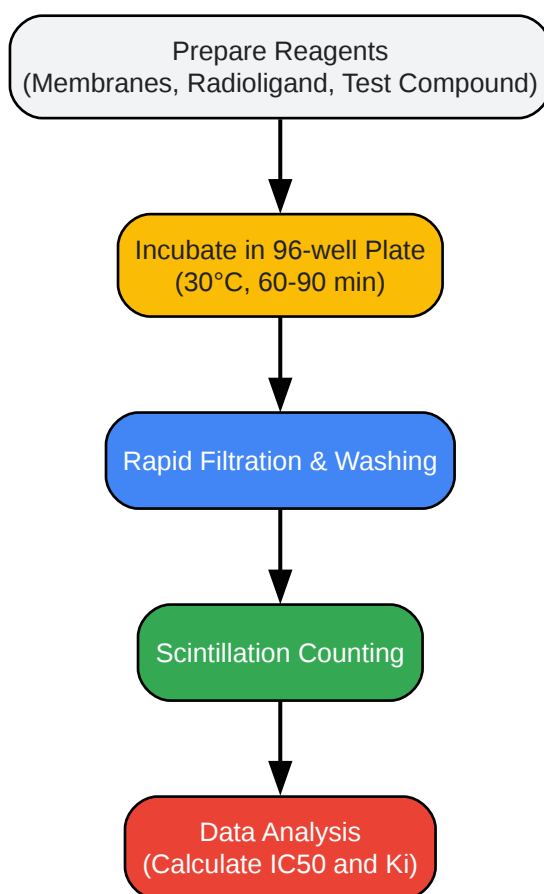 Prepare Reagents
(Membranes, Radioligand, Test Compound)
Incubate in 96-well Plate
(30°C, 60-90 min)
Rapid Filtration & Washing
Scintillation Counting
Data Analysis
(Calculate IC50 and Ki)